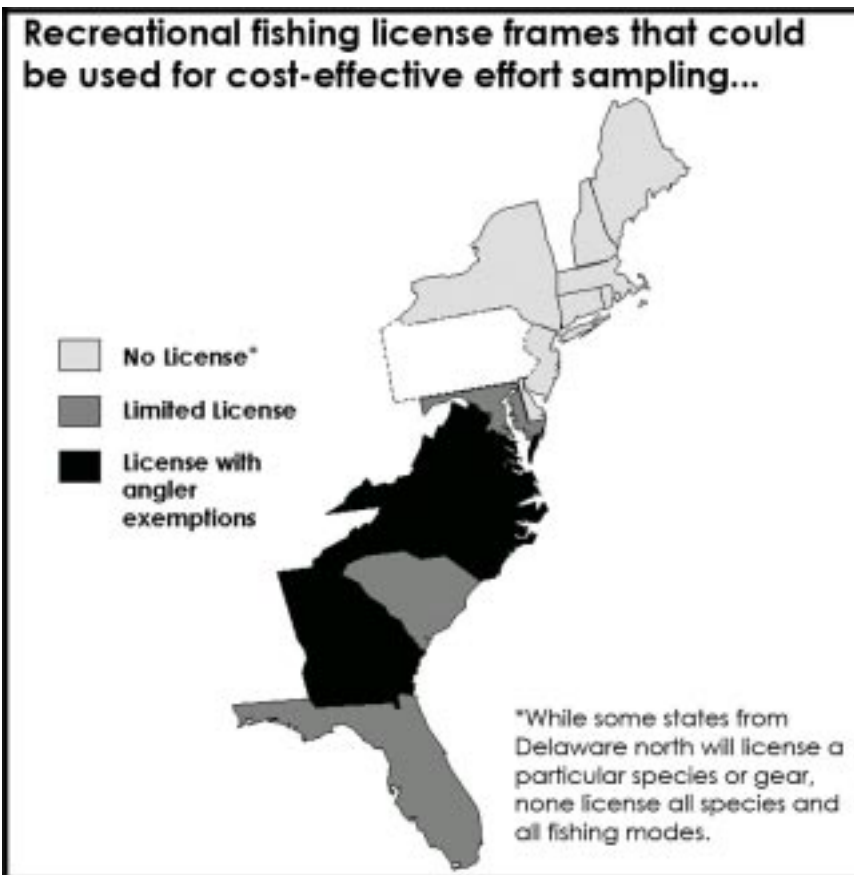 Recreational fishing license frames that could
be used for cost-effective effort sampling...
No License*
Limited License
License with
angler
exemptions
*While some states from
Delaware north will license a
particular species or gear,
none license all species and
all fishing modes.